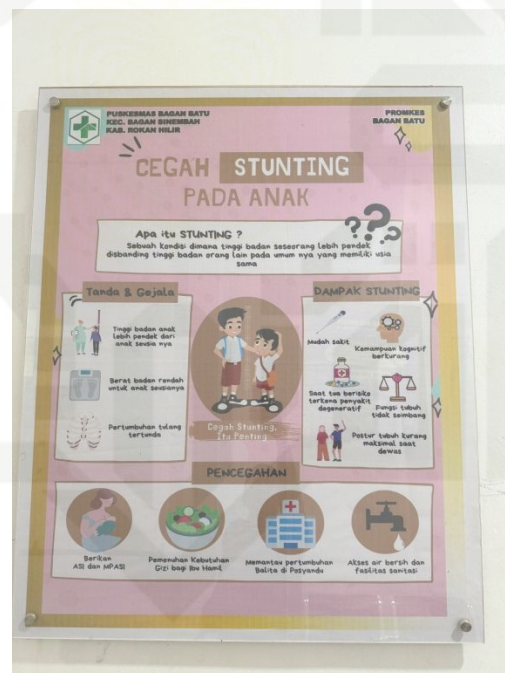 PUSKESMAS BAGAN BATU
KEC. BAGAN SINEMBAH
KAB. ROKAN HILIR
PROMKES
BAGAN BATU
CEGAH STUNTING
PADA ANAK
Apa itu STUNTING ?
Sebuah kondisi dimana tinggi badan seseorang lebih pendek
disbanding tinggi badan orang lain pada umum nya yang memiliki usia
sama
???
Tanda & Gejala
Tinggi badan anak
lebih pendek dari
anak seusia nya
Berat badan rendah
untuk anak seusianya
Pertumbuhan tulang
tertunda
Cegah Stunting,
Itu Penting
DAMPAK STUNTING
Mudah sakit
Kemampuan kognitif
berkurang
Saat tua berisiko
terkena penyakit
degeneratif
Fungsi tubuh
tidak seimbang
Postur tubuh kurang
maksimal saat
dewas
PENCEGAHAN
Berikan
ASI dan MPASI
Pemenuhan Kebutuhan
Gizi bagi Ibu Hamil
Memantau pertumbuhan
Balita di Posyandu
Akses air bersih dan
fasilitas sanitasi